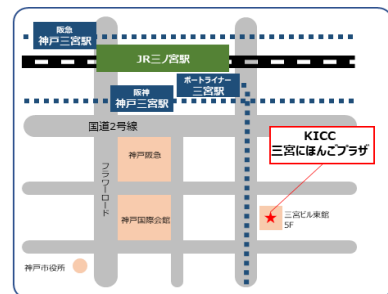 阪急
神戸三宮駅
JR三ノ宮駅
ポートライナー
三宮駅
阪神
神戸三宮駅
国道2号線
KICC
三宮にほんごプラザ
神戸阪急
フラワーロード
神戸国際会館
三宮ビル東館
5F
神戸市役所